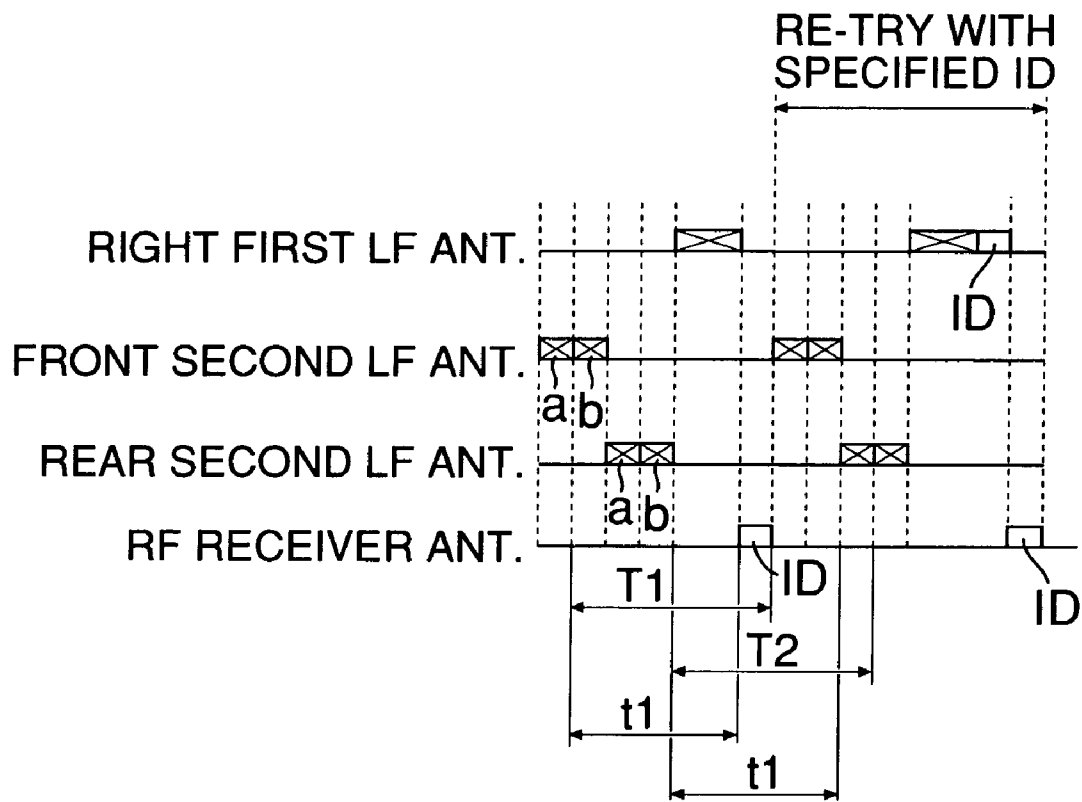 RE-TRY WITH
SPECIFIED ID
RIGHT FIRST LF ANT.
ID
FRONT SECOND LF ANT.
a b
REAR SECOND LF ANT.
a b
RF RECEIVER ANT.
ID
ID
T1
T2
t1
t1